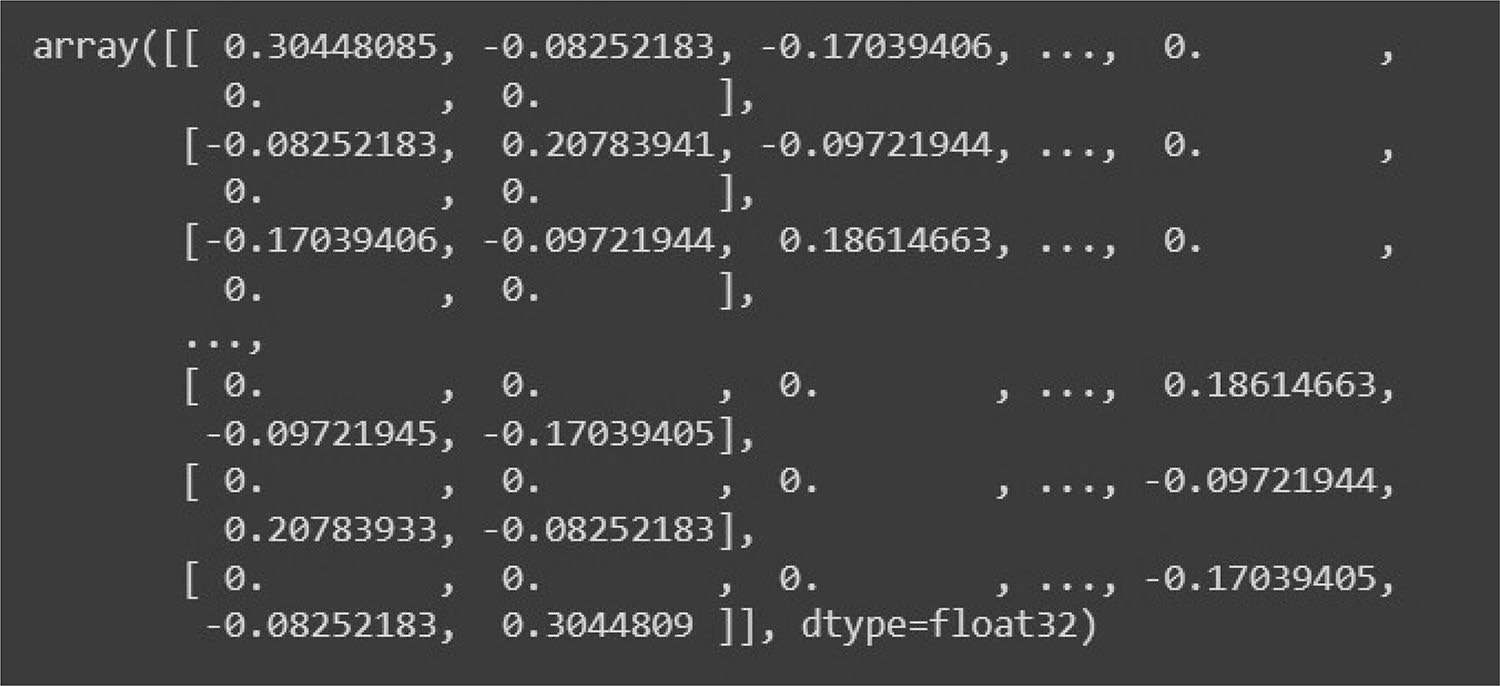 array([[ 0.30448085, -0.08252183, -0.17039406, ..., 0.        ,
0.        , 0.        ],
[-0.08252183, 0.20783941, -0.09721944, ..., 0.        ,
0.        , 0.        ],
[-0.17039406, -0.09721944, 0.18614663, ..., 0.        ,
0.        , 0.        ],
...,
[ 0.        , 0.        , 0.        , ..., 0.18614663,
-0.09721945, -0.17039405],
[ 0.        , 0.        , 0.        , ..., -0.09721944,
0.20783933, -0.08252183],
[ 0.        , 0.        , 0.        , ..., -0.17039405,
-0.08252183, 0.3044809 ]], dtype=float32)